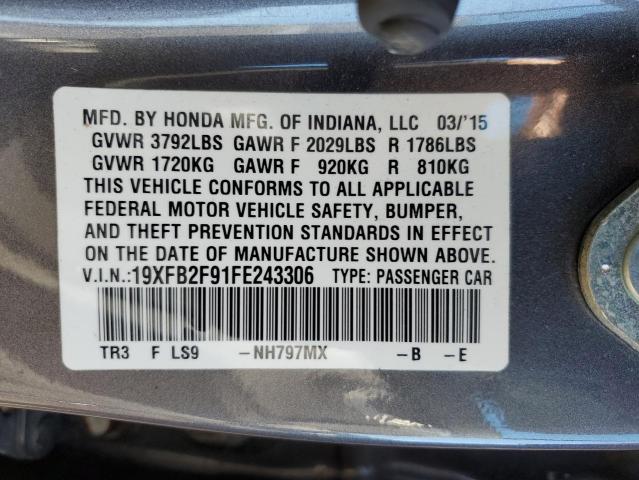 MFD. BY HONDA MFG. OF INDIANA, LLC 03/'15
GVWR 3792LBS GAWR F 2029LBS R 1786LBS
GVWR 1720KG GAWR F 920KG R 810KG
THIS VEHICLE CONFORMS TO ALL APPLICABLE
FEDERAL MOTOR VEHICLE SAFETY, BUMPER,
AND THEFT PREVENTION STANDARDS IN EFFECT
ON THE DATE OF MANUFACTURE SHOWN ABOVE.
V.I.N.:19XFB2F91FE243306 TYPE: PASSENGER CAR
TR3 F LS9 –NH797MX –B –E